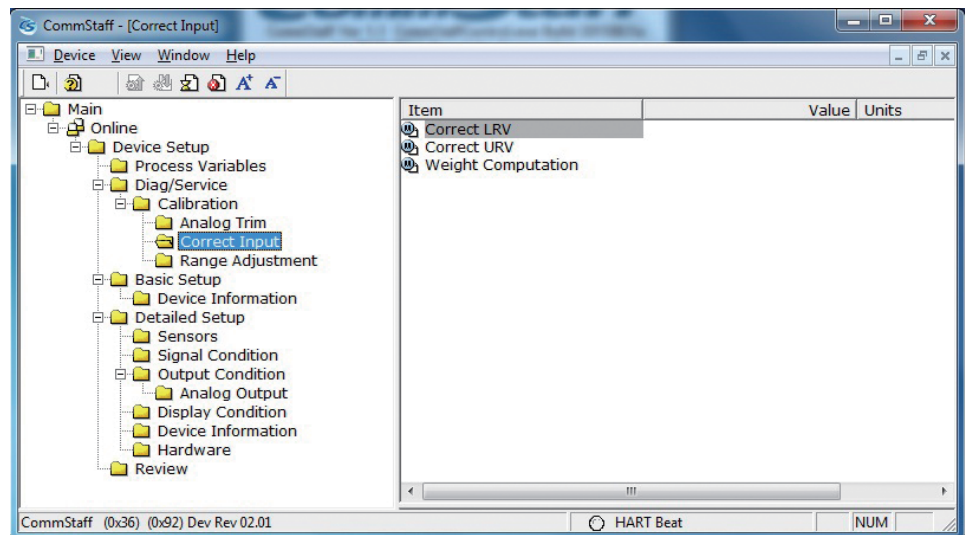 CommStaff - [Correct Input]
Device View Window Help
Main
Online
Device Setup
Process Variables
Diag/Service
Calibration
Analog Trim
Correct Input
Range Adjustment
Basic Setup
Device Information
Detailed Setup
Sensors
Signal Condition
Output Condition
Analog Output
Display Condition
Device Information
Hardware
Review
Item Value Units
Correct LRV
Correct URV
Weight Computation
CommStaff (0x36) (0x92) Dev Rev 02.01 HART Beat NUM